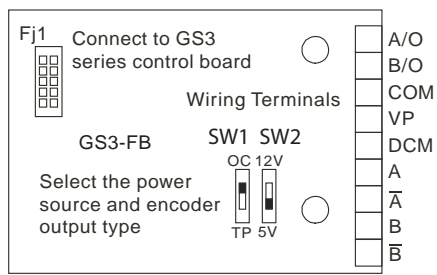 Fj1
Connect to GS3
series control board
Wiring Terminals
GS3-FB
SW1 SW2
OC 12V
TP 5V
Select the power
source and encoder
output type
A/O
B/O
COM
VP
DCM
A
A̅
B
B̅